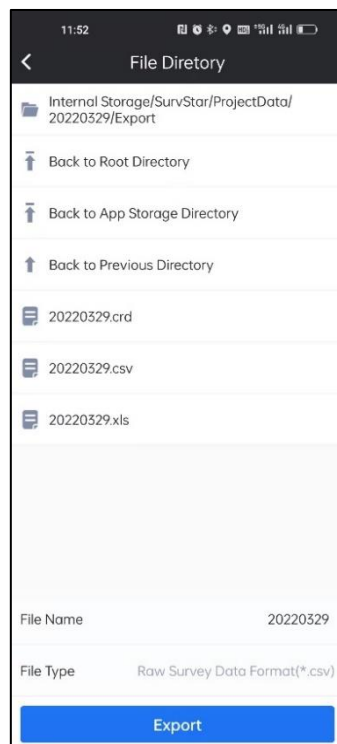 11:52
File Diretory
Internal Storage/SurvStar/ProjectData/
20220329/Export
Back to Root Directory
Back to App Storage Directory
Back to Previous Directory
20220329.crd
20220329.csv
20220329.xls
File Name 20220329
File Type Raw Survey Data Format(*.csv)
Export